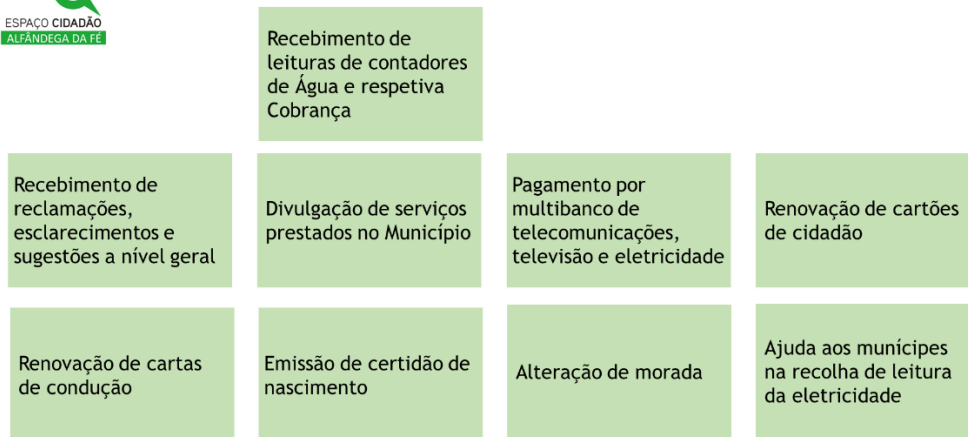 ESPAÇO CIDADÃO
ALFÂNDEGA DA FÉ
Recebimento de
leituras de contadores
de Água e respetiva
Cobrança
Recebimento de
reclamações,
esclarecimentos e
sugestões a nível geral
Divulgação de serviços
prestados no Município
Pagamento por
multibanco de
telecomunicações,
televisão e eletricidade
Renovação de cartões
de cidadão
Renovação de cartas
de condução
Emissão de certidão de
nascimento
Alteração de morada
Ajuda aos munícipes
na recolha de leitura
da eletricidade